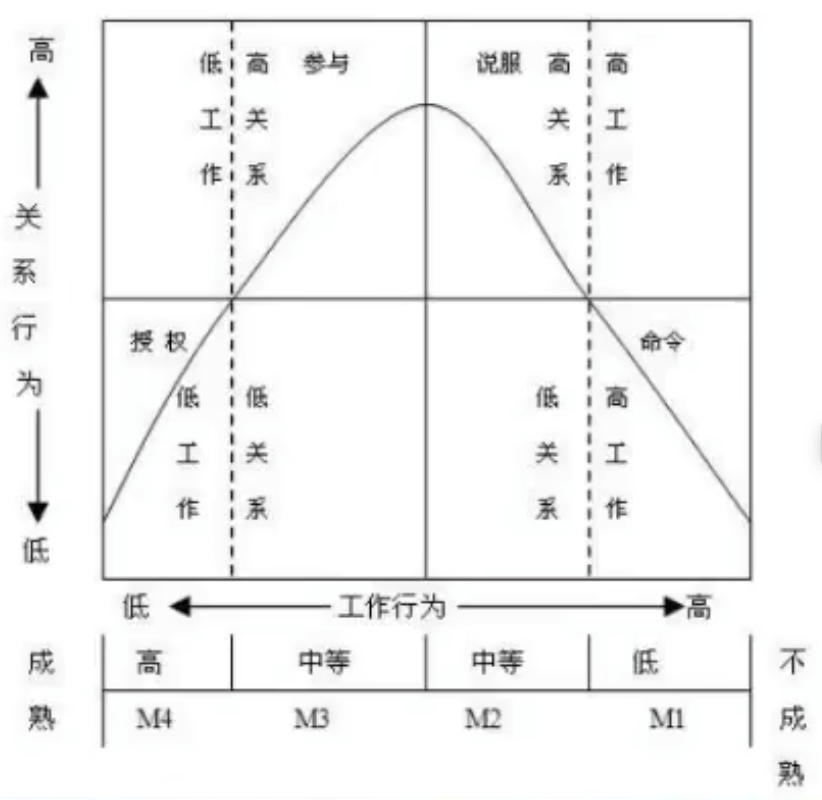 高
关系行为
低
低工作
高关系
参与
说服
高关系
高工作
授权
低工作
低关系
低关系
命令
高工作
低 工作行为 高
成熟
高 中等 中等 低
M4 M3 M2 M1
不成熟